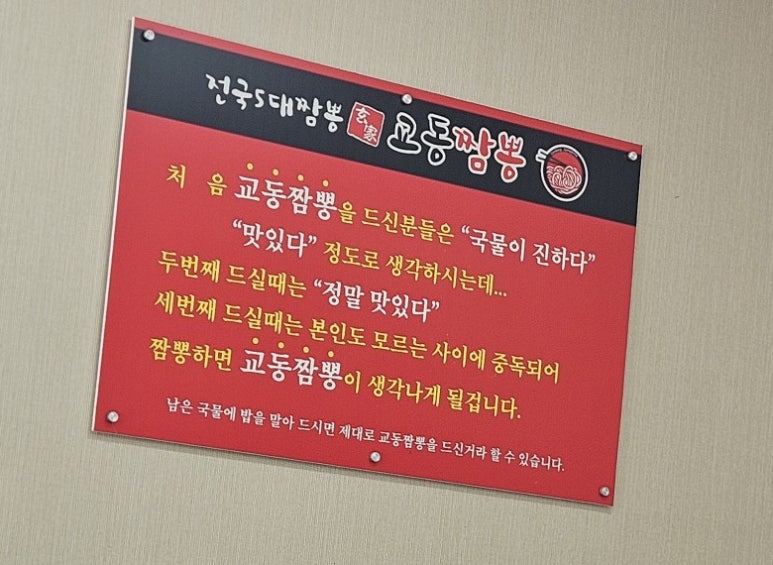 전국5대짬뽕 玄家 교동짬뽕
처 음 교동짬뽕을 드신분들은 “국물이 진하다”
“맛있다” 정도로 생각하시는데...
두번째 드실때는 “정말 맛있다”
세번째 드실때는 본인도 모르는 사이에 중독되어
짬뽕하면 교동짬뽕이 생각나게 될겁니다.
남은 국물에 밥을 말아 드시면 제대로 교동짬뽕을 드신거라 할 수 있습니다.